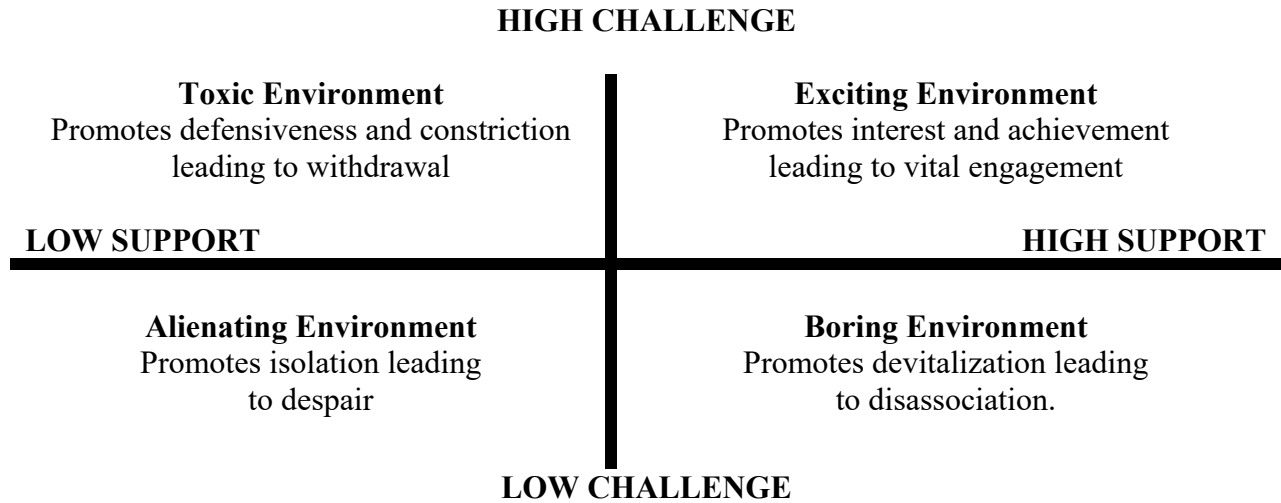 HIGH CHALLENGE
Toxic Environment
Promotes defensiveness and constriction
leading to withdrawal
Exciting Environment
Promotes interest and achievement
leading to vital engagement
LOW SUPPORT
HIGH SUPPORT
Alienating Environment
Promotes isolation leading
to despair
Boring Environment
Promotes devitalization leading
to disassociation.
LOW CHALLENGE